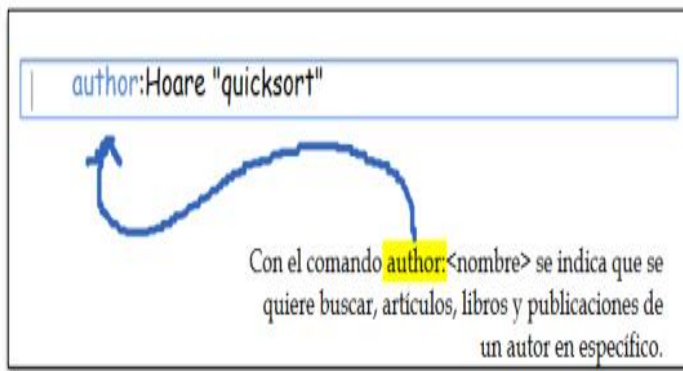 author:Hoare "quicksort"
Con el comando author:<nombre> se indica que se
quiere buscar, artículos, libros y publicaciones de
un autor en específico.